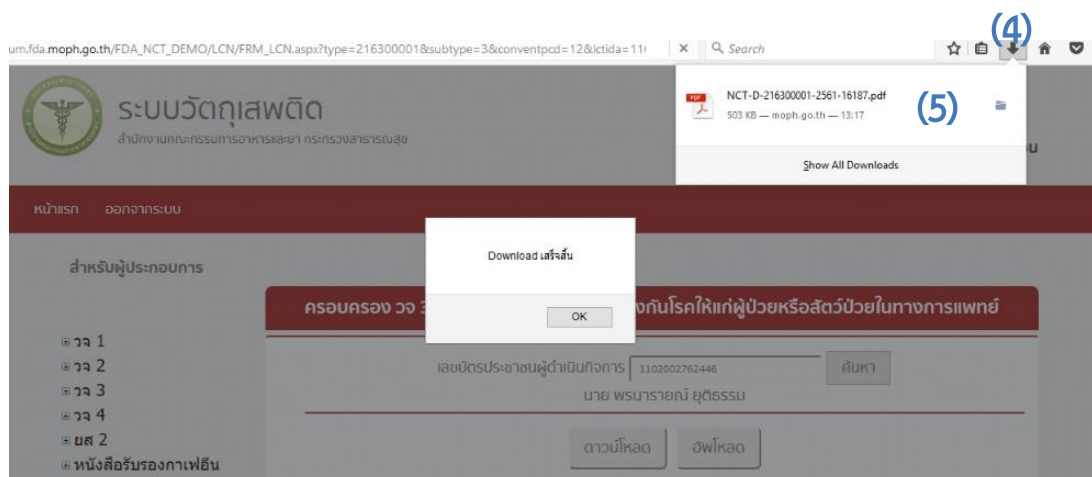 (4)
um.fda.moph.go.th/FDA_NCT_DEMO/LCN/FRM_LCN.aspx?type=216300001&subtype=3&conventpcd=12&lctida=11
Search
NCT-D-216300001-2561-16187.pdf
(5)
503 KB — moph.go.th — 13:17
Show All Downloads
ระบบวัตถุเสพติด
สำนักงานคณะกรรมการอาหารและยา กระทรวงสาธารณสุข
หน้าแรก ออกจากระบบ
Download เสร็จสิ้น
OK
สำหรับผู้ประกอบการ
ครอบครอง วจ 3 องกันโรคให้แก่ผู้ป่วยหรือสัตว์ป่วยในทางการแพทย์
วจ 1
วจ 2
วจ 3
วจ 4
ยส 2
หนังสือรับรองกาเฟอีน
เลขบัตรประชาชนผู้ดำเนินกิจการ 1102002762446 ค้นหา
นาย พรนารายณ์ ยุติธรรม
ดาวน์โหลด อัพโหลด